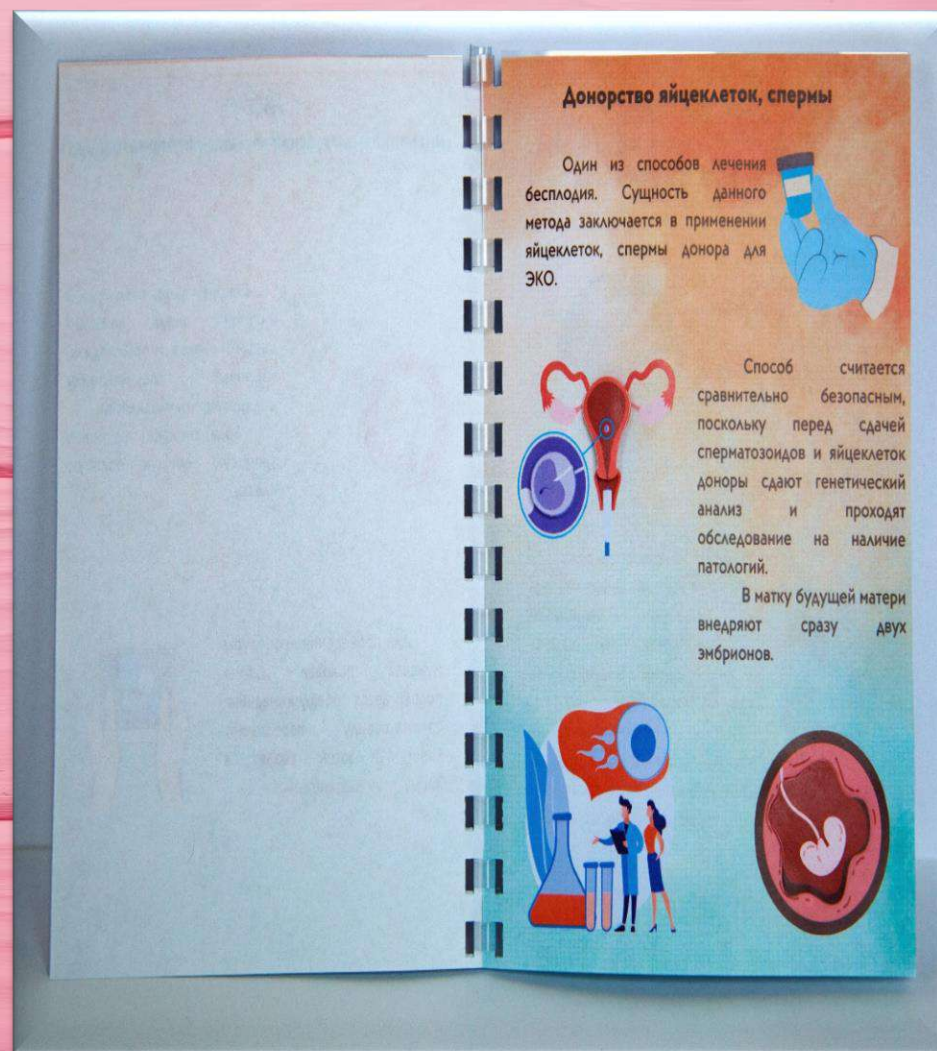 Донорство яйцеклеток, спермы
Один из способов лечения
бесплодия. Сущность данного
метода заключается в применении
яйцеклеток, спермы донора для
ЭКО.
Способ считается
сравнительно безопасным,
поскольку перед сдачей
сперматозоидов и яйцеклеток
доноры сдают генетический
анализ и проходят
обследование на наличие
патологий.
В матку будущей матери
внедряют сразу двух
эмбрионов.